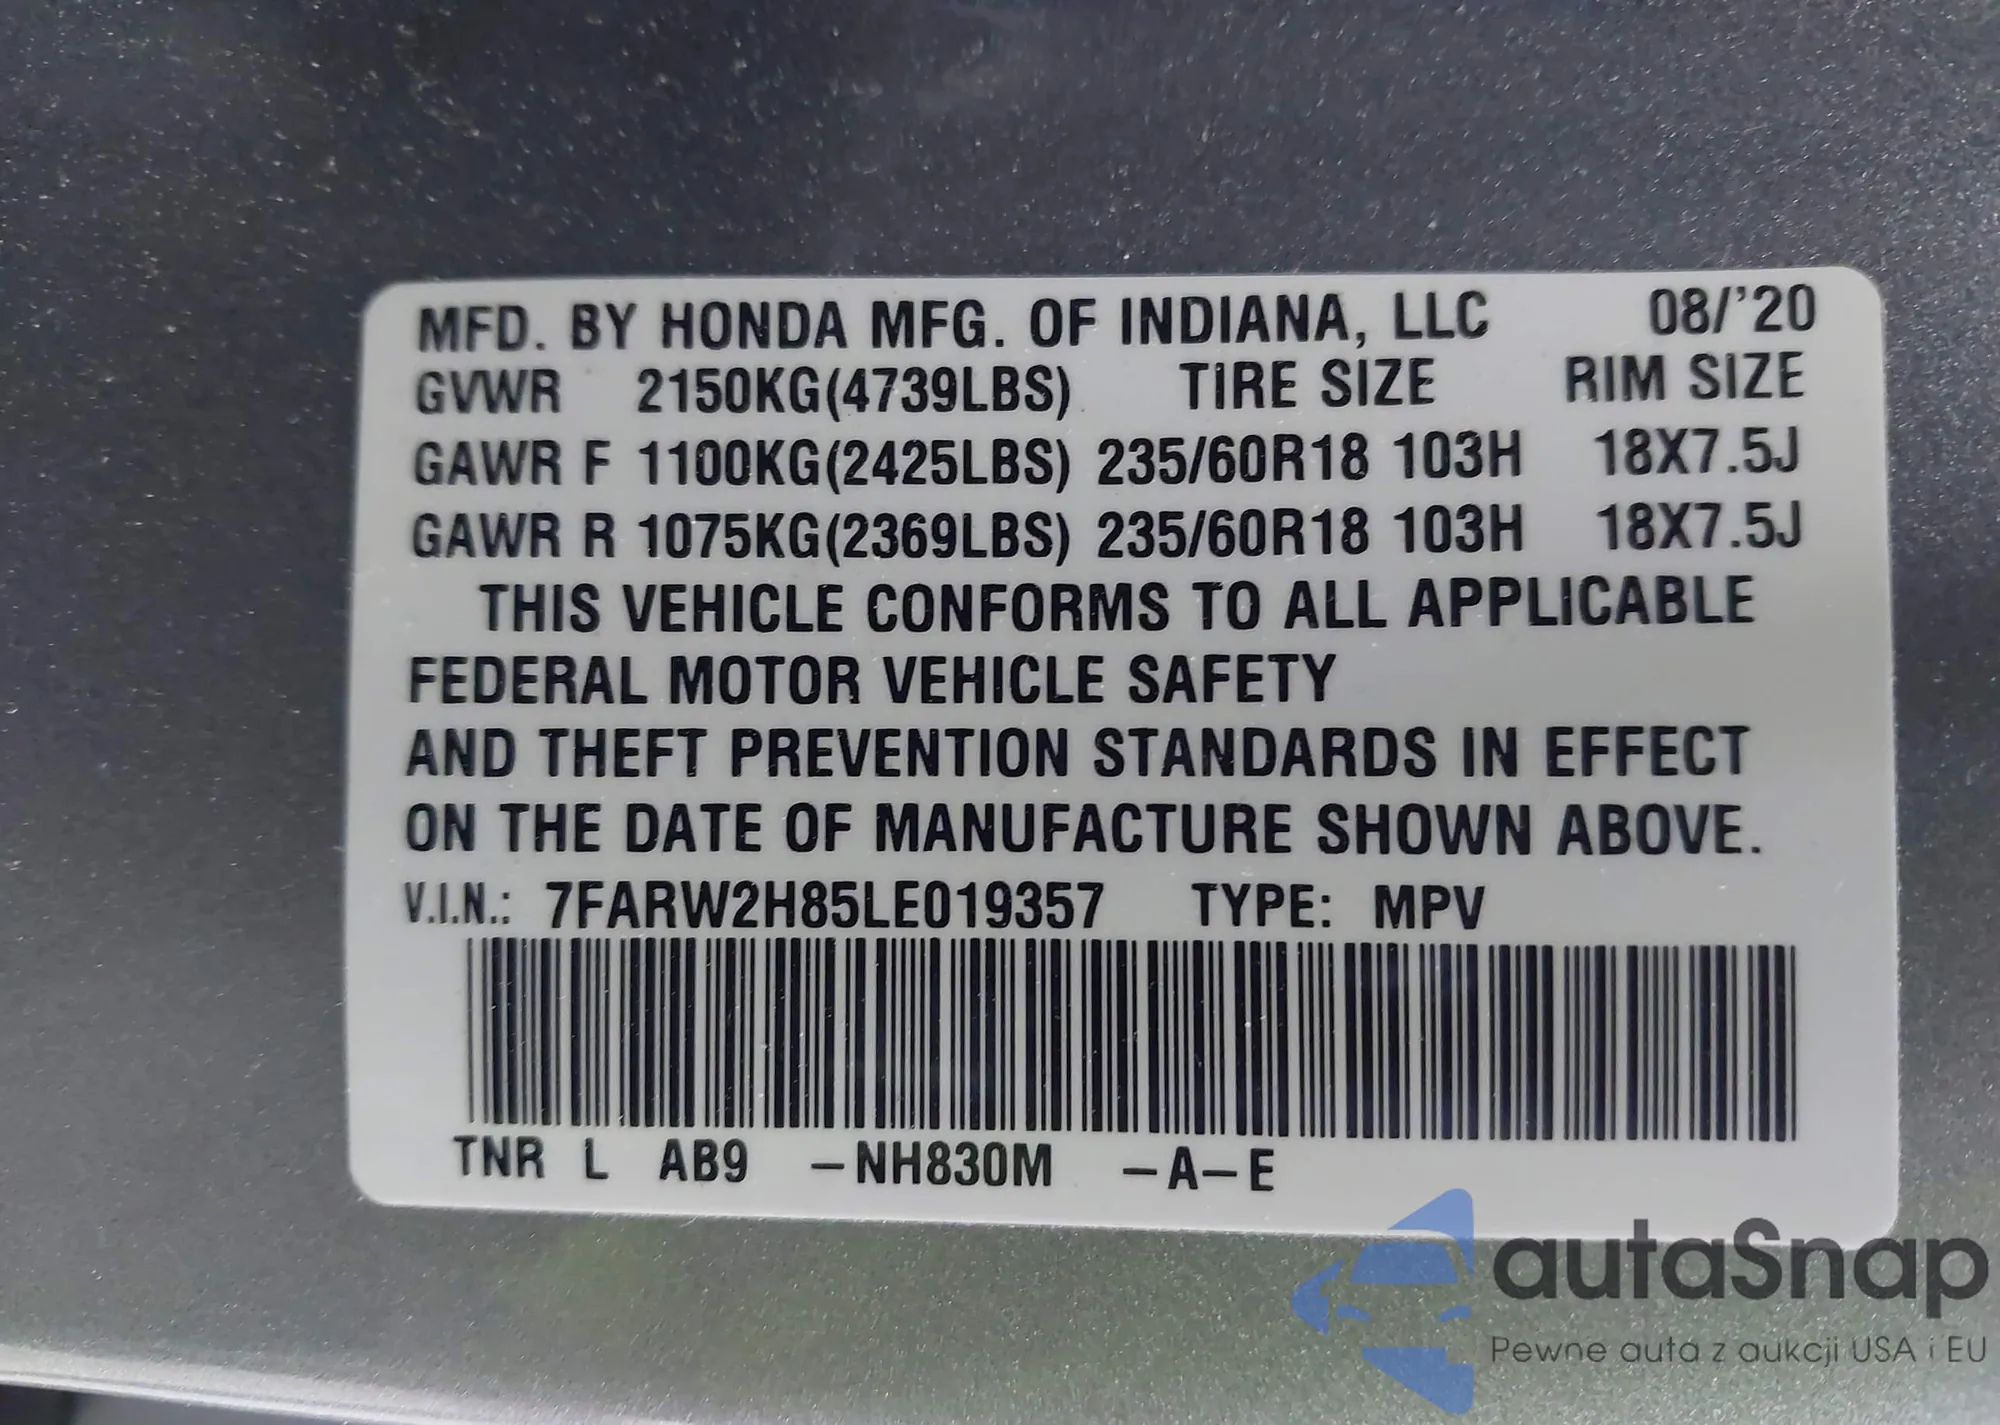 MFD. BY HONDA MFG. OF INDIANA, LLC 08/'20
GVWR 2150KG(4739LBS) TIRE SIZE RIM SIZE
GAWR F 1100KG(2425LBS) 235/60R18 103H 18X7.5J
GAWR R 1075KG(2369LBS) 235/60R18 103H 18X7.5J
THIS VEHICLE CONFORMS TO ALL APPLICABLE
FEDERAL MOTOR VEHICLE SAFETY
AND THEFT PREVENTION STANDARDS IN EFFECT
ON THE DATE OF MANUFACTURE SHOWN ABOVE.
V.I.N.: 7FARW2H85LE019357 TYPE: MPV
TNR L AB9 –NH830M –A–E
autaSnap
Pewne auta z aukcji USA i EU